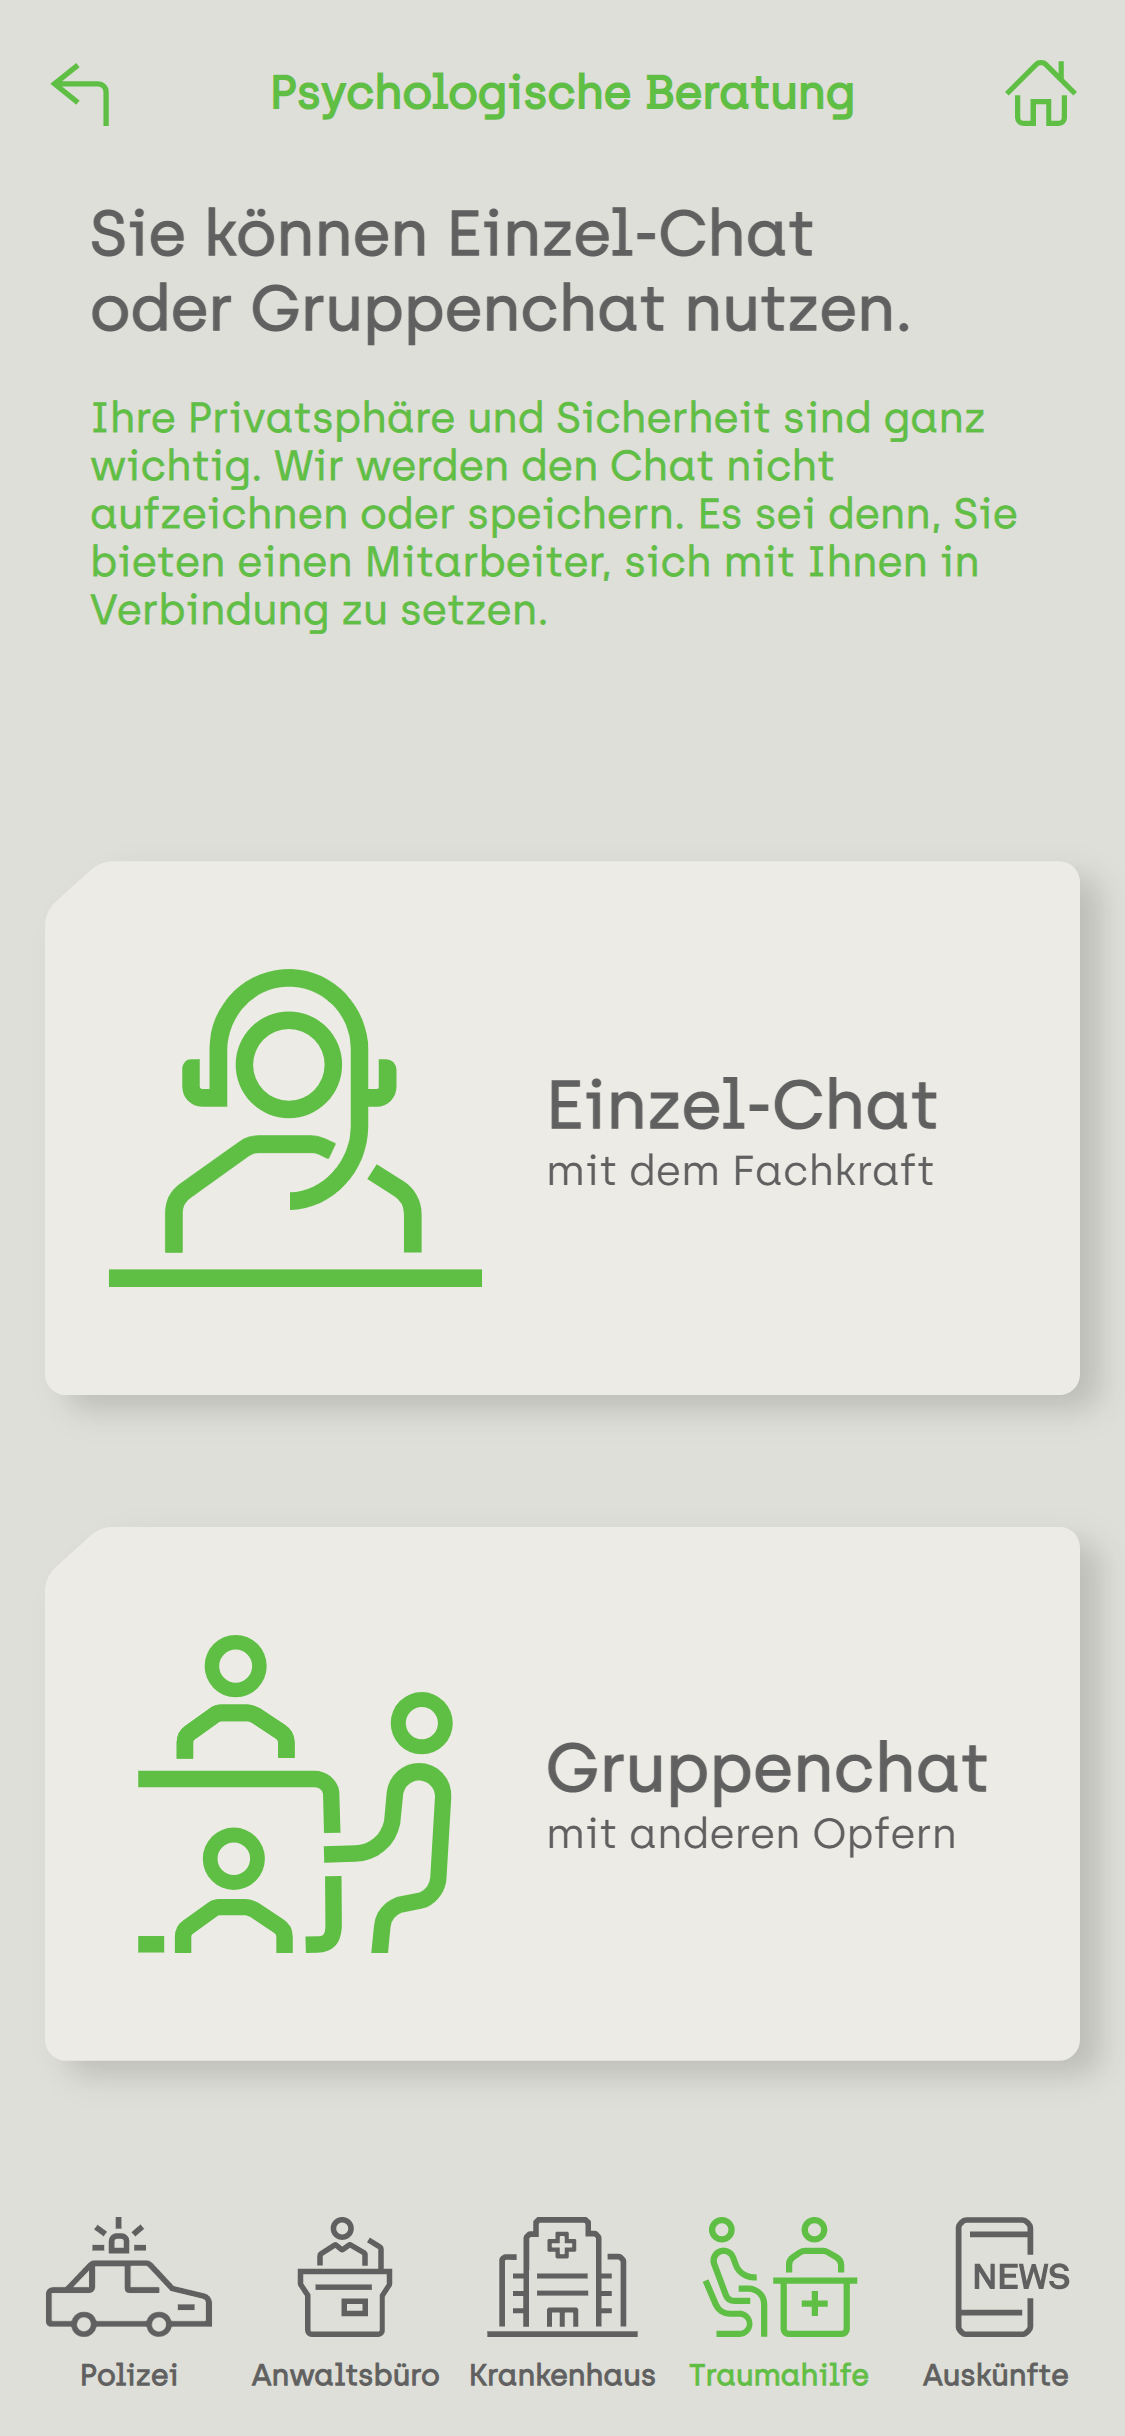 Psychologische Beratung
Sie können Einzel-Chat
oder Gruppenchat nutzen.
Ihre Privatsphäre und Sicherheit sind ganz
wichtig. Wir werden den Chat nicht
aufzeichnen oder speichern. Es sei denn, Sie
bieten einen Mitarbeiter, sich mit Ihnen in
Verbindung zu setzen.
Einzel-Chat
mit dem Fachkraft
Gruppenchat
mit anderen Opfern
NEWS
Polizei
Anwaltsbüro
Krankenhaus
Traumahilfe
Auskünfte